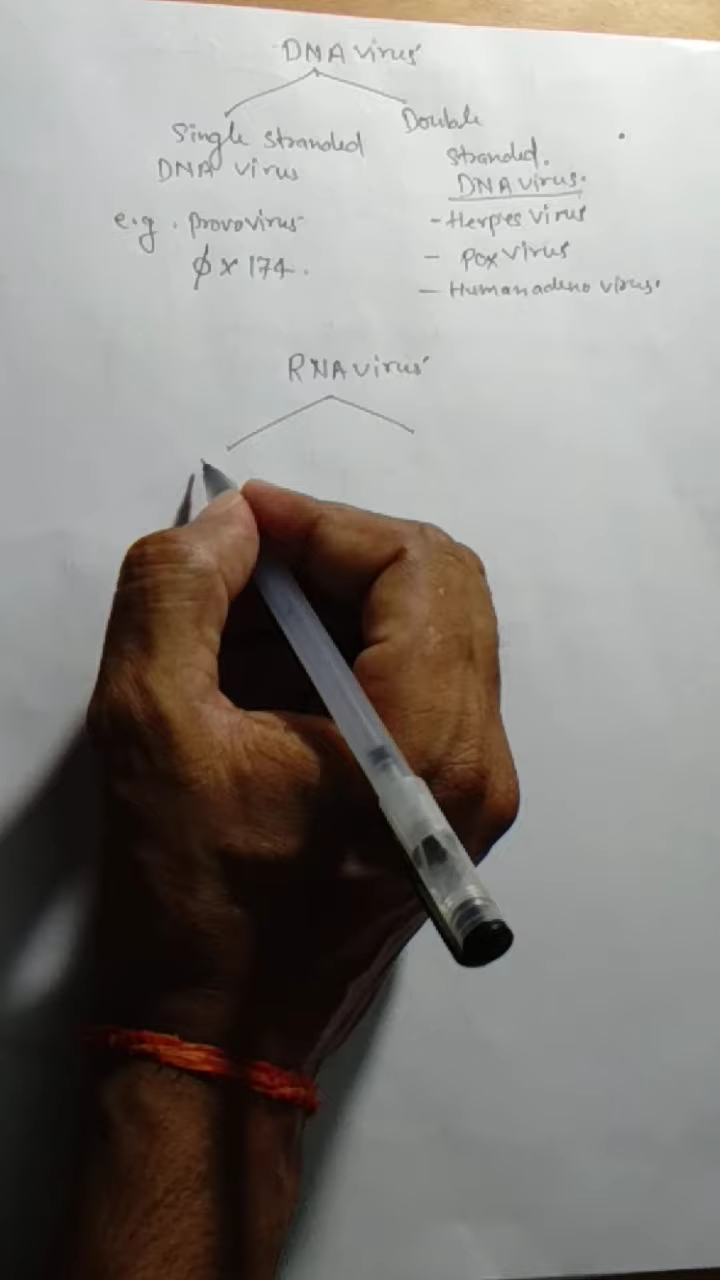 DNA virus
Single stranded
DNA virus
e.g. provovirus
φ x 174.
Double
stranded.
DNA virus.
- Herpes virus
- Pox virus
- Human adeno virus.
RNA virus